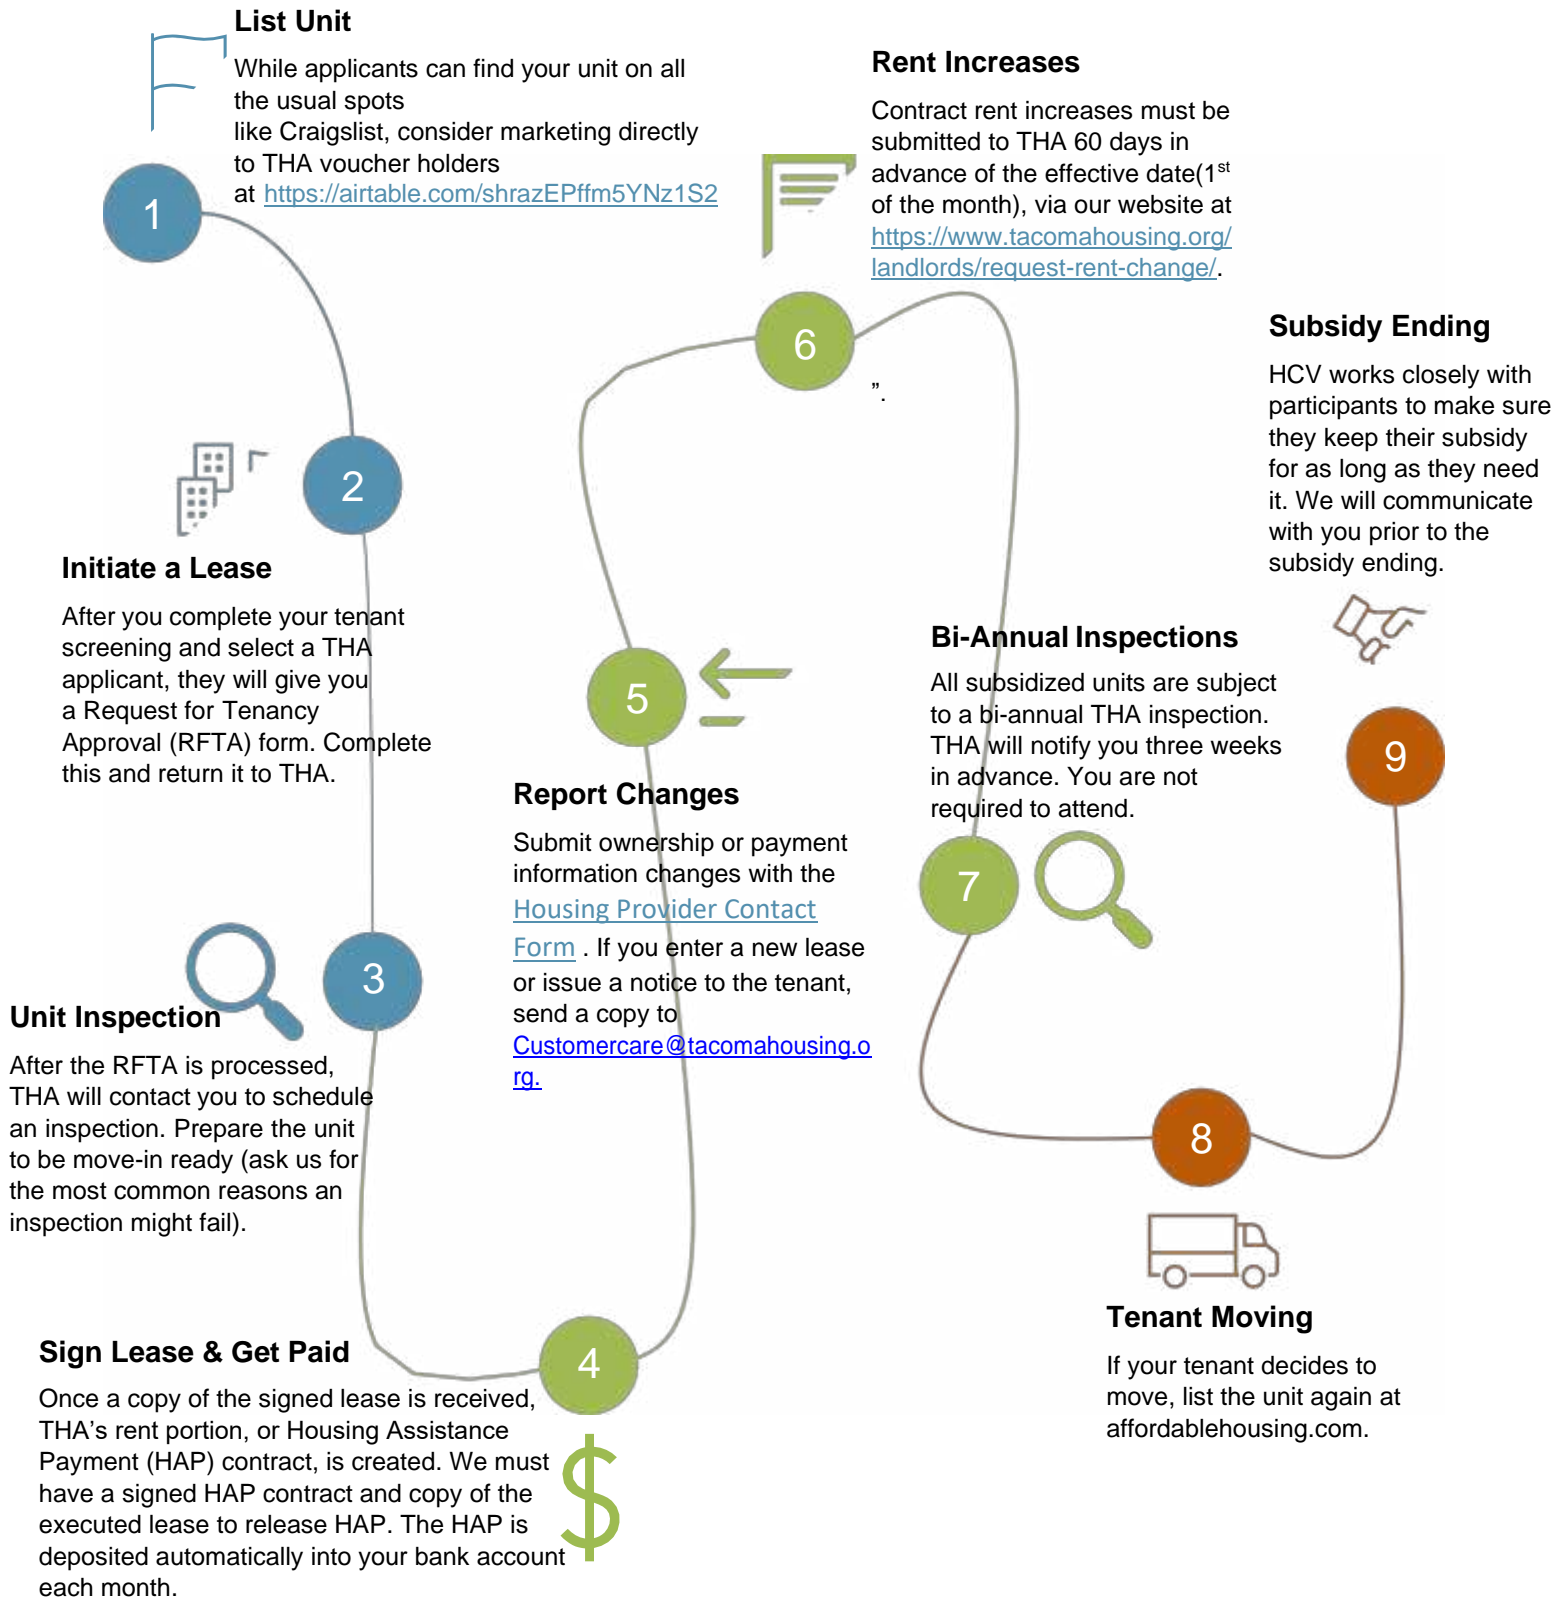 List Unit
While applicants can find your unit on all
the usual spots
like Craigslist, consider marketing directly
to THA voucher holders
at https://airtable.com/shrazEPffm5YNz1S2
1
2
Initiate a Lease
After you complete your tenant
screening and select a THA
applicant, they will give you
a Request for Tenancy
Approval (RFTA) form. Complete
this and return it to THA.
3
Unit Inspection
After the RFTA is processed,
THA will contact you to schedule
an inspection. Prepare the unit
to be move-in ready (ask us for
the most common reasons an
inspection might fail).
4
Sign Lease & Get Paid
Once a copy of the signed lease is received,
THA’s rent portion, or Housing Assistance
Payment (HAP) contract, is created. We must
have a signed HAP contract and copy of the
executed lease to release HAP. The HAP is
deposited automatically into your bank account
each month.
$
5
Report Changes
Submit ownership or payment
information changes with the
Housing Provider Contact
Form . If you enter a new lease
or issue a notice to the tenant,
send a copy to
Customercare@tacomahousing.o
rg.
Rent Increases
Contract rent increases must be
submitted to THA 60 days in
advance of the effective date(1st
of the month), via our website at
https://www.tacomahousing.org/
landlords/request-rent-change/.
6
”.
Bi-Annual Inspections
All subsidized units are subject
to a bi-annual THA inspection.
THA will notify you three weeks
in advance. You are not
required to attend.
7
8
Tenant Moving
If your tenant decides to
move, list the unit again at
affordablehousing.com.
Subsidy Ending
HCV works closely with
participants to make sure
they keep their subsidy
for as long as they need
it. We will communicate
with you prior to the
subsidy ending.
9